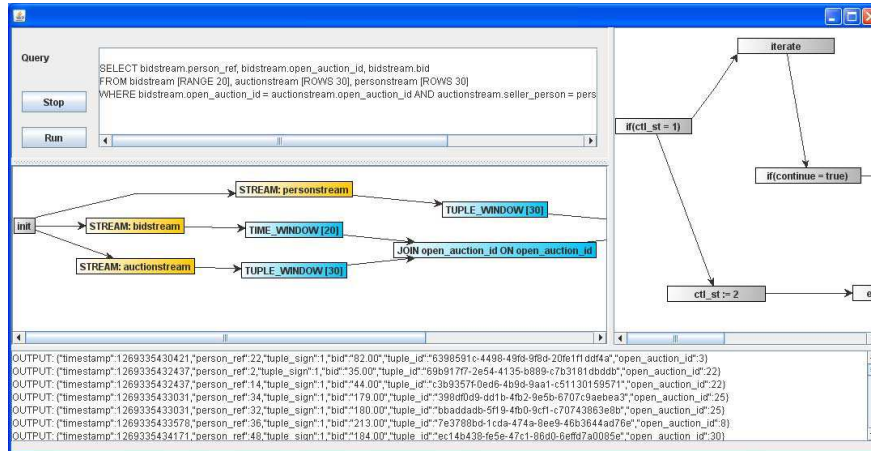 Query
SELECT bidstream.person_ref, bidstream.open_auction_id, bidstream.bid
FROM bidstream [RANGE 20], auctionstream [ROWS 30], personstream [ROWS 30]
WHERE bidstream.open_auction_id = auctionstream.open_auction_id AND auctionstream.seller_person = pers
Stop
Run
iterate
if(ctl_st = 1)
if(continue = true)
ctl_st := 2
e
STREAM: personstream
TUPLE_WINDOW [30]
init
STREAM: bidstream
TIME_WINDOW [20]
JOIN open_auction_id ON open_auction_id
STREAM: auctionstream
TUPLE_WINDOW [30]
OUTPUT: {"timestamp":1269335430421,"person_ref":22,"tuple_sign":1,"bid":"82.00","tuple_id":"6398591c-4498-49fd-9f8d-20fe1f1ddf4a","open_auction_id":3}
OUTPUT: {"timestamp":1269335432437,"person_ref":2,"tuple_sign":1,"bid":"35.00","tuple_id":"69b917f7-2e54-4135-b889-c7b3181dbddb","open_auction_id":22}
OUTPUT: {"timestamp":1269335432437,"person_ref":14,"tuple_sign":1,"bid":"44.00","tuple_id":"c3b9357f-0ed6-4b9d-9aa1-c51130159571","open_auction_id":22}
OUTPUT: {"timestamp":1269335433031,"person_ref":34,"tuple_sign":1,"bid":"179.00","tuple_id":"398df0d9-dd1b-4fb2-9e5b-6707c9aebea3","open_auction_id":25}
OUTPUT: {"timestamp":1269335433031,"person_ref":32,"tuple_sign":1,"bid":"180.00","tuple_id":"bbaddadb-5f19-4fb0-9cf1-c70743863e8b","open_auction_id":25}
OUTPUT: {"timestamp":1269335433578,"person_ref":36,"tuple_sign":1,"bid":"213.00","tuple_id":"7e3788bd-1cda-474a-8ee9-46b3644ad76e","open_auction_id":8}
OUTPUT: {"timestamp":1269335434171,"person_ref":48,"tuple_sign":1,"bid":"184.00","tuple_id":"ec14b438-fe5e-47c1-86d0-6effd7a0085e","open_auction_id":30}